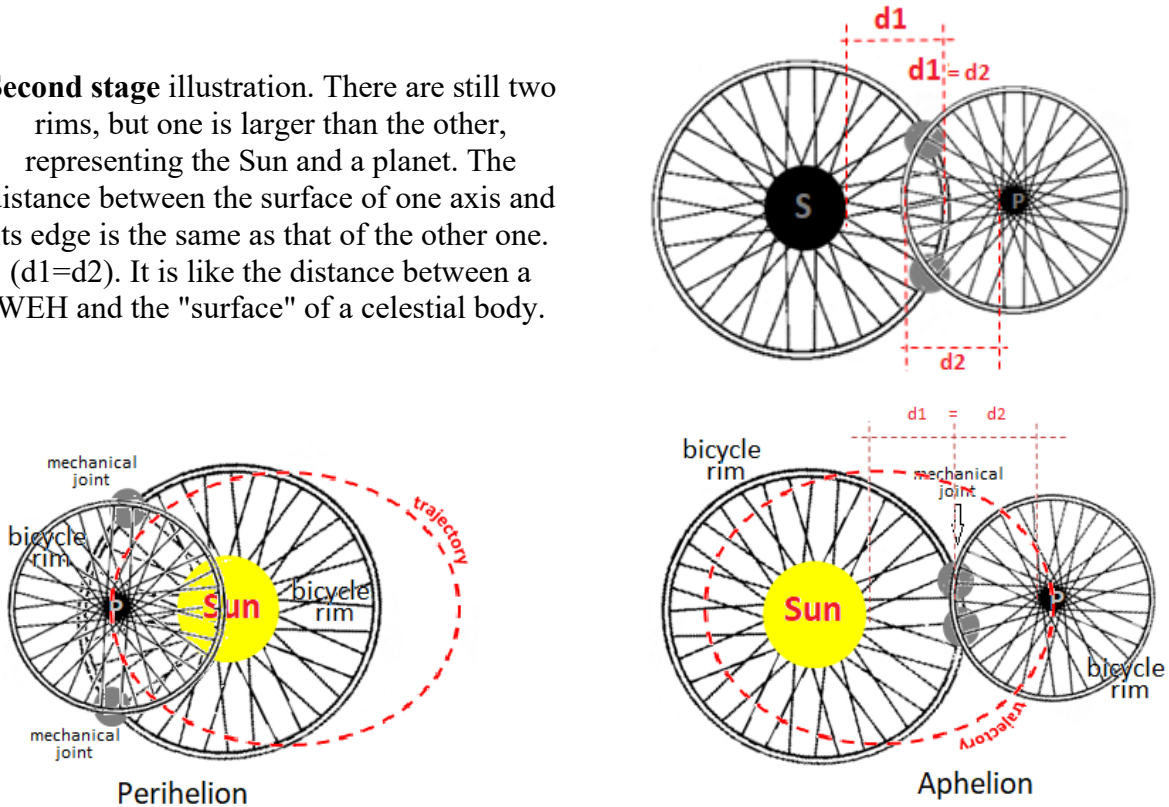 d1
d1 = d2
Second stage illustration. There are still two
rims, but one is larger than the other,
representing the Sun and a planet. The
distance between the surface of one axis and
its edge is the same as that of the other one.
(d1=d2). It is like the distance between a
WEH and the "surface" of a celestial body.
S
P
d2
mechanical
joint
bicycle
rim
P
Sun
bicycle
rim
trajectory
mechanical
joint
Perihelion
d1 = d2
bicycle
rim
mechanical
joint
Sun
P
bicycle
rim
trajectory
Aphelion